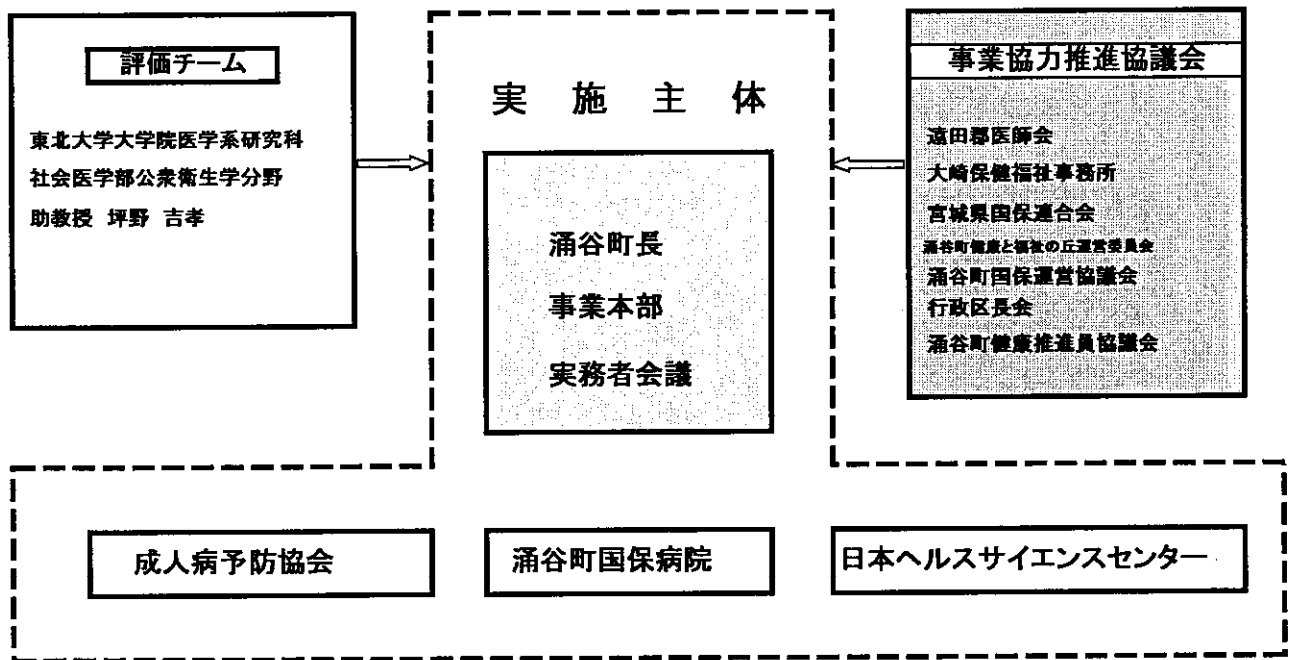 評価チーム
東北大学大学院医学系研究科
社会医学部公衆衛生学分野
助教授 坪野 吉孝
実 施 主 体
涌谷町長
事業本部
実務者会議
事業協力推進協議会
遠田郡医師会
大崎保健福祉事務所
宮城県国保連合会
涌谷町健康と福祉の丘運営委員会
涌谷町国保運営協議会
行政区長会
涌谷町健康推進員協議会
成人病予防協会
涌谷町国保病院
日本ヘルスサイエンスセンター